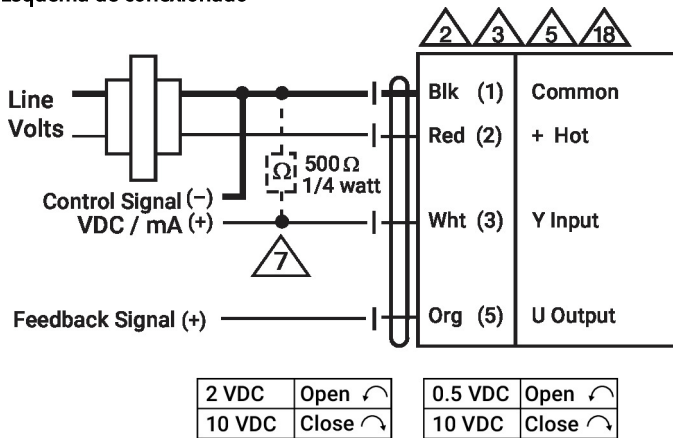 Esquema de conexionado
2 3 5 18
Line Volts
Blk (1) Common
Red (2) + Hot
Ω 500 Ω
1/4 watt
Control Signal (–)
VDC / mA (+)
Wht (3) Y Input
7
Feedback Signal (+)
Org (5) U Output
2 VDC Open
10 VDC Close
0.5 VDC Open
10 VDC Close